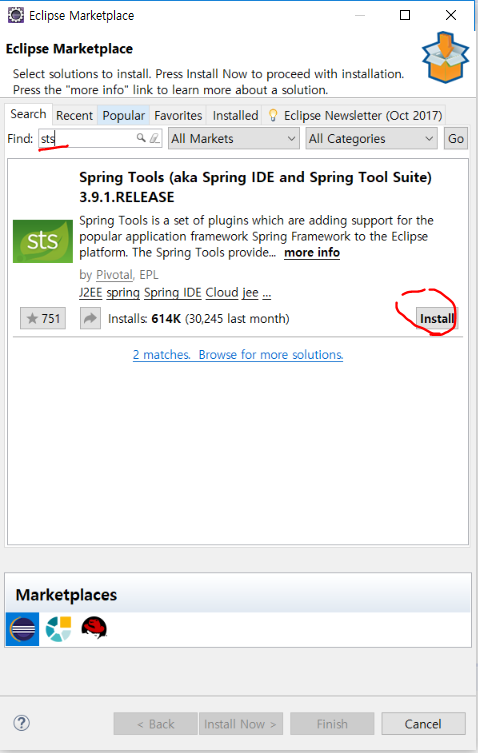 Eclipse Marketplace
Eclipse Marketplace
Select solutions to install. Press Install Now to proceed with installation.
Press the "more info" link to learn more about a solution.
Search Recent Popular Favorites Installed Eclipse Newsletter (Oct 2017)
Find: sts All Markets All Categories Go
Spring Tools (aka Spring IDE and Spring Tool Suite)
3.9.1.RELEASE
sts
Spring Tools is a set of plugins which are adding support for the
popular application framework Spring Framework to the Eclipse
platform. The Spring Tools provide... more info
by Pivotal, EPL
J2EE spring Spring IDE Cloud jee ...
★ 751 Installs: 614K (30,245 last month) Install
2 matches. Browse for more solutions.
Marketplaces
? < Back Install Now > Finish Cancel